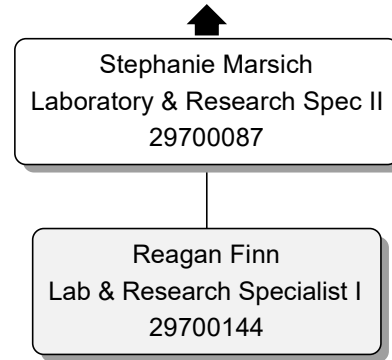 Stephanie Marsich
Laboratory & Research Spec II
29700087
Reagan Finn
Lab & Research Specialist I
29700144